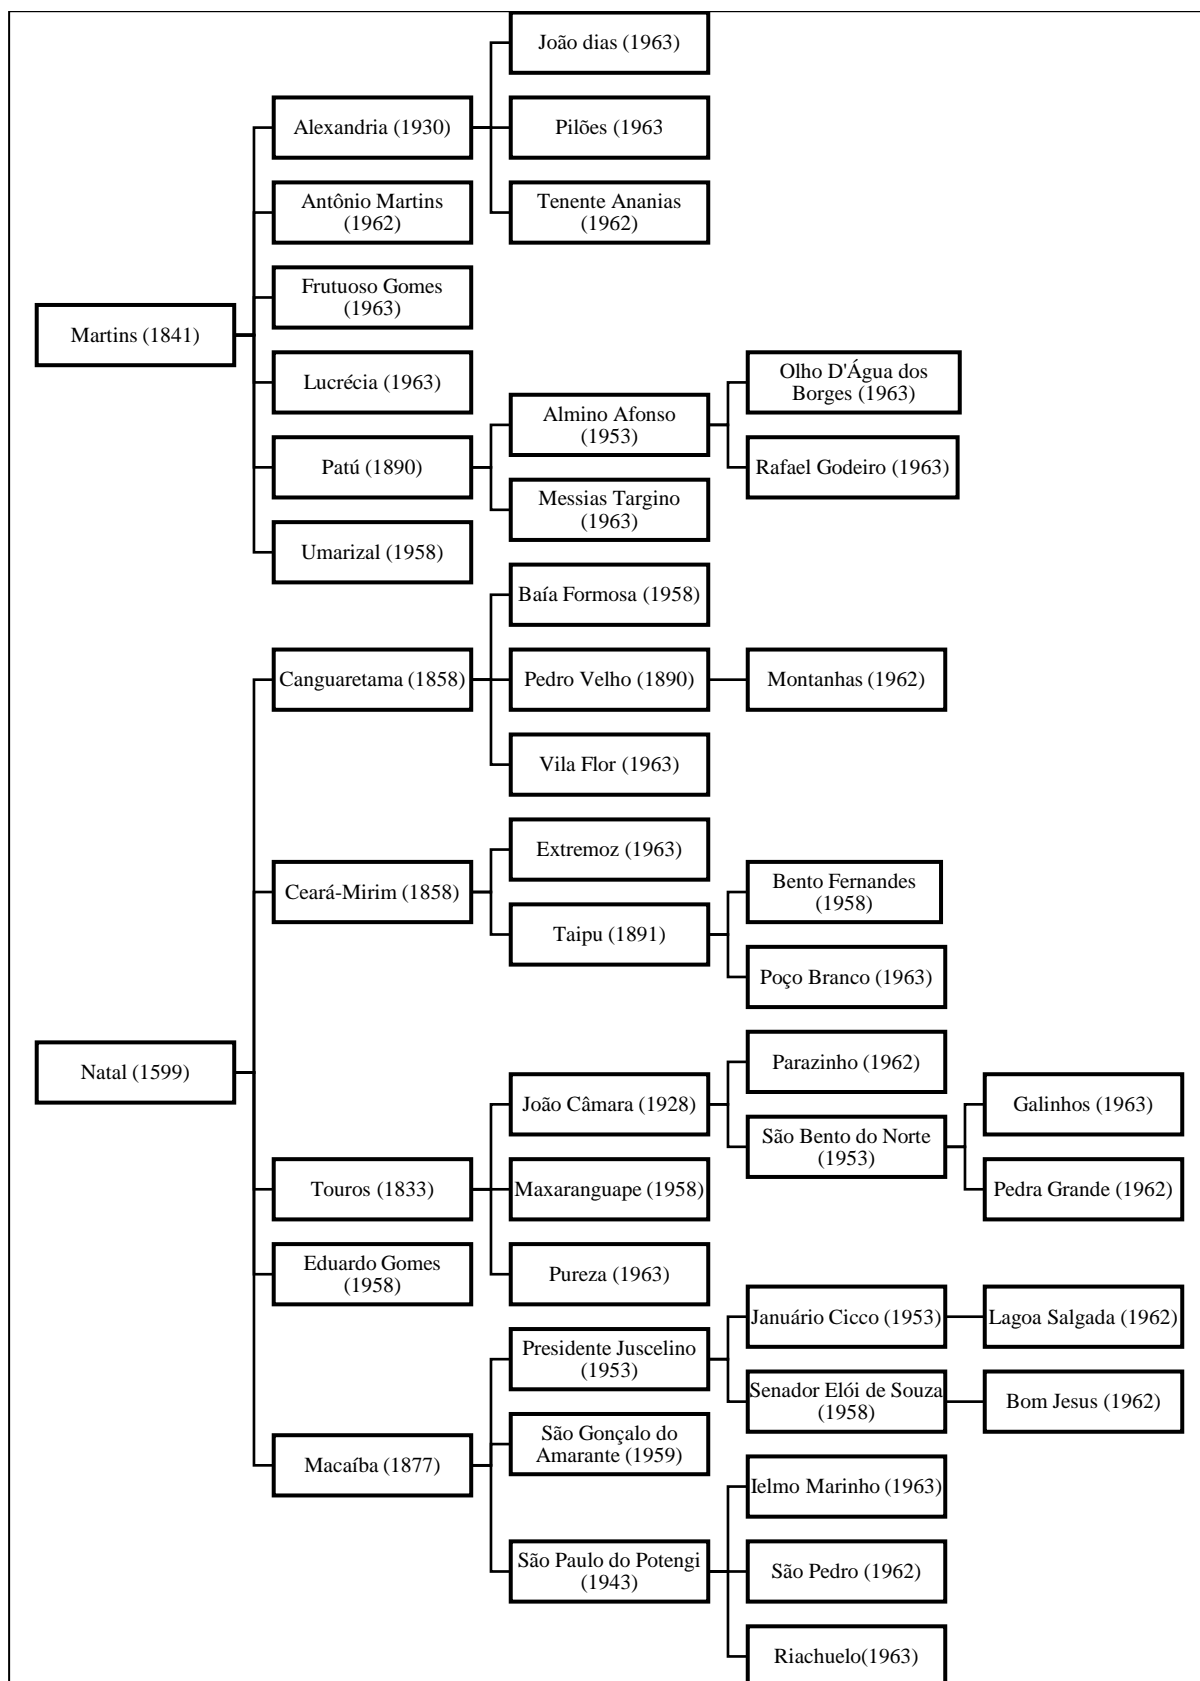 João dias (1963)
Alexandria (1930)
Pilões (1963
Antônio Martins
(1962)
Tenente Ananias
(1962)
Frutuoso Gomes
(1963)
Martins (1841)
Lucrécia (1963)
Olho D'Água dos
Borges (1963)
Almino Afonso
(1953)
Patú (1890)
Rafael Godeiro (1963)
Messias Targino
(1963)
Umarizal (1958)
Baía Formosa (1958)
Canguaretama (1858)
Pedro Velho (1890)
Montanhas (1962)
Vila Flor (1963)
Extremoz (1963)
Ceará-Mirim (1858)
Bento Fernandes
(1958)
Taipu (1891)
Poço Branco (1963)
Natal (1599)
Parazinho (1962)
João Câmara (1928)
Galinhos (1963)
São Bento do Norte
(1953)
Touros (1833)
Maxaranguape (1958)
Pedra Grande (1962)
Eduardo Gomes
(1958)
Pureza (1963)
Januário Cicco (1953)
Lagoa Salgada (1962)
Presidente Juscelino
(1953)
Senador Elói de Souza
(1958)
Bom Jesus (1962)
São Gonçalo do
Amarante (1959)
Macaíba (1877)
Ielmo Marinho (1963)
São Paulo do Potengi
(1943)
São Pedro (1962)
Riachuelo(1963)